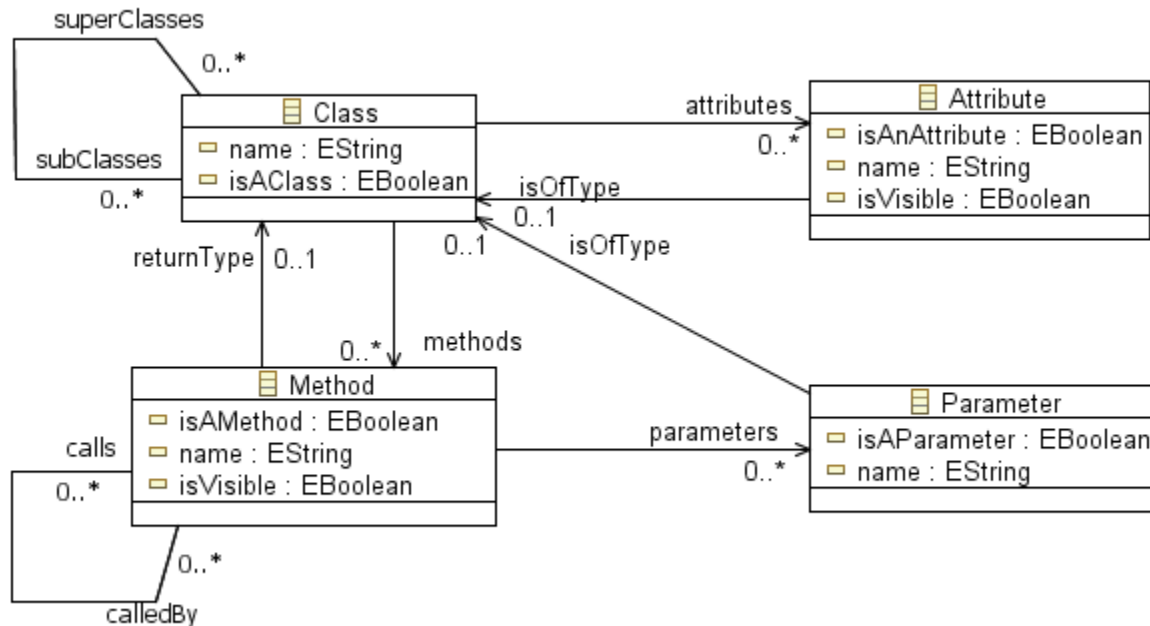 superClasses
0..*
Class
name : EString
isAClass : EBoolean
subClasses
0..*
attributes
0..*
Attribute
isAnAttribute : EBoolean
name : EString
isVisible : EBoolean
isOfType
0..1
0..1
isOfType
returnType
0..1
0..*
methods
Method
isAMethod : EBoolean
name : EString
isVisible : EBoolean
calls
0..*
0..*
calledBy
parameters
0..*
Parameter
isAParameter : EBoolean
name : EString